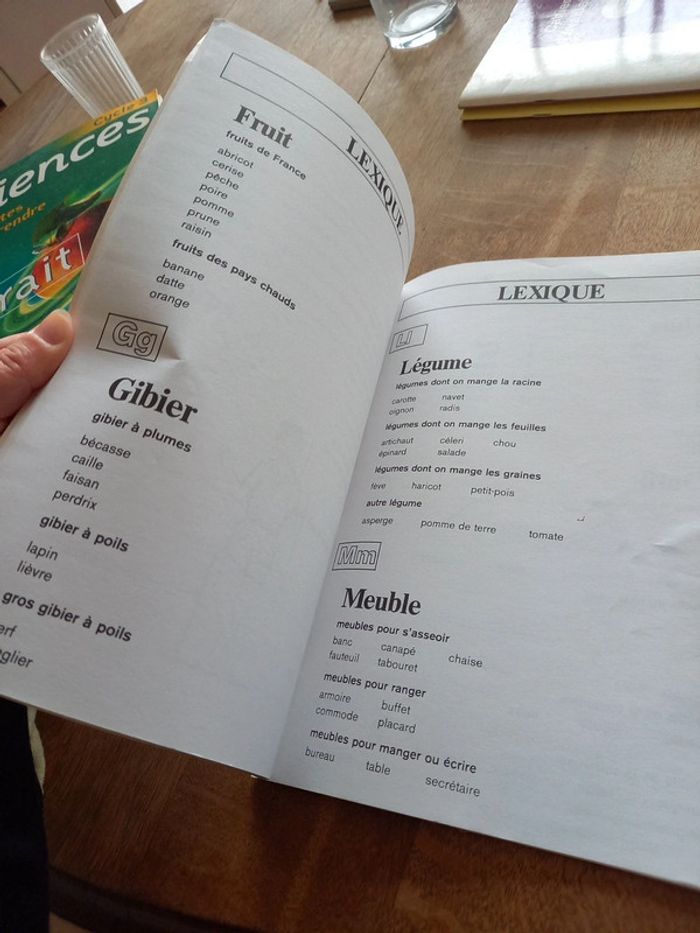 Cycle 3
iences
tes
endre
rait
LEXIQUE
Fruit
fruits de France
abricot
cerise
pêche
poire
pomme
prune
raisin
fruits des pays chauds
banane
datte
orange
Gg
Gibier
gibier à plumes
bécasse
caille
faisan
perdrix
gibier à poils
lapin
lièvre
gros gibier à poils
erf
glier
LEXIQUE
Ll
Légume
légumes dont on mange la racine
carotte navet
oignon radis
légumes dont on mange les feuilles
artichaut céleri chou
épinard salade
légumes dont on mange les graines
fève haricot petit-pois
autre légume
asperge pomme de terre tomate
Mm
Meuble
meubles pour s'asseoir
banc canapé chaise
fauteuil tabouret
meubles pour ranger
armoire buffet
commode placard
meubles pour manger ou écrire
bureau table secrétaire